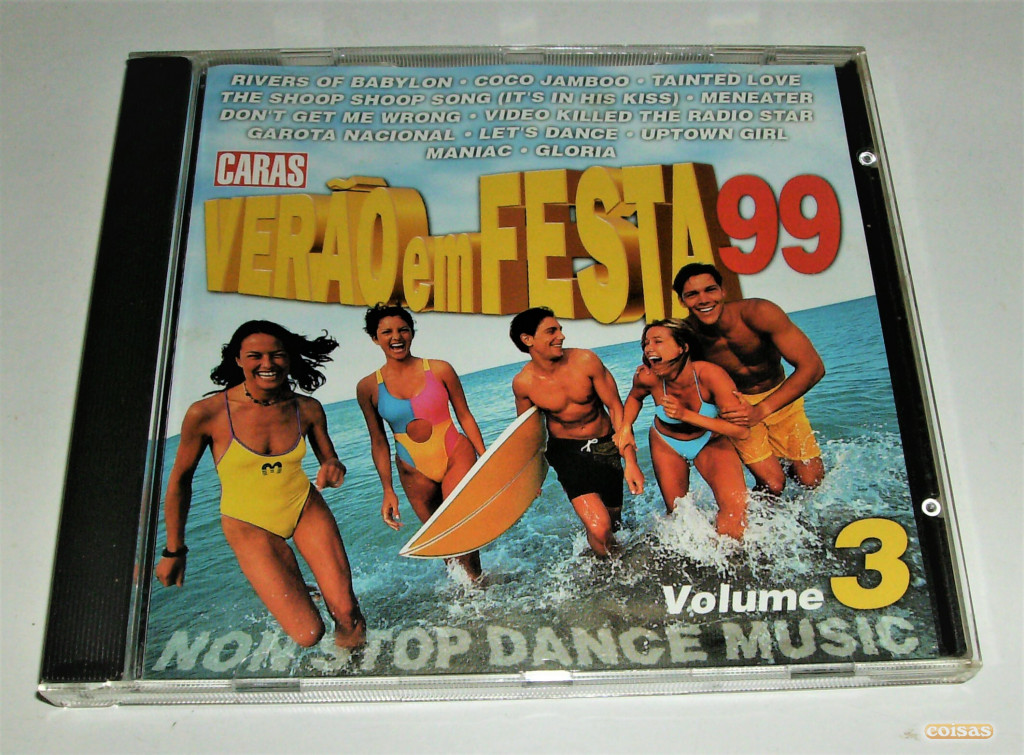 RIVERS OF BABYLON • COCO JAMBOO • TAINTED LOVE
THE SHOOP SHOOP SONG (IT'S IN HIS KISS) • MENEATER
DON'T GET ME WRONG • VIDEO KILLED THE RADIO STAR
GAROTA NACIONAL • LET'S DANCE • UPTOWN GIRL
MANIAC • GLORIA
CARAS
VERÃO em FESTA 99
Volume 3
NON STOP DANCE MUSIC
coisas